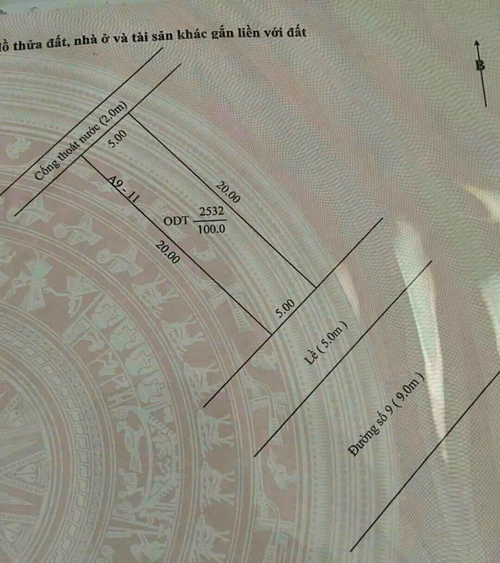 thửa đất, nhà ở và tài sản khác gắn liền với đất
B
Cống thoát nước (2.0m)
5.00
A9 - 11
20.00
ODT 2532
100.0
20.00
5.00
Lề ( 5.0m )
Đường số 9 ( 9.0m )